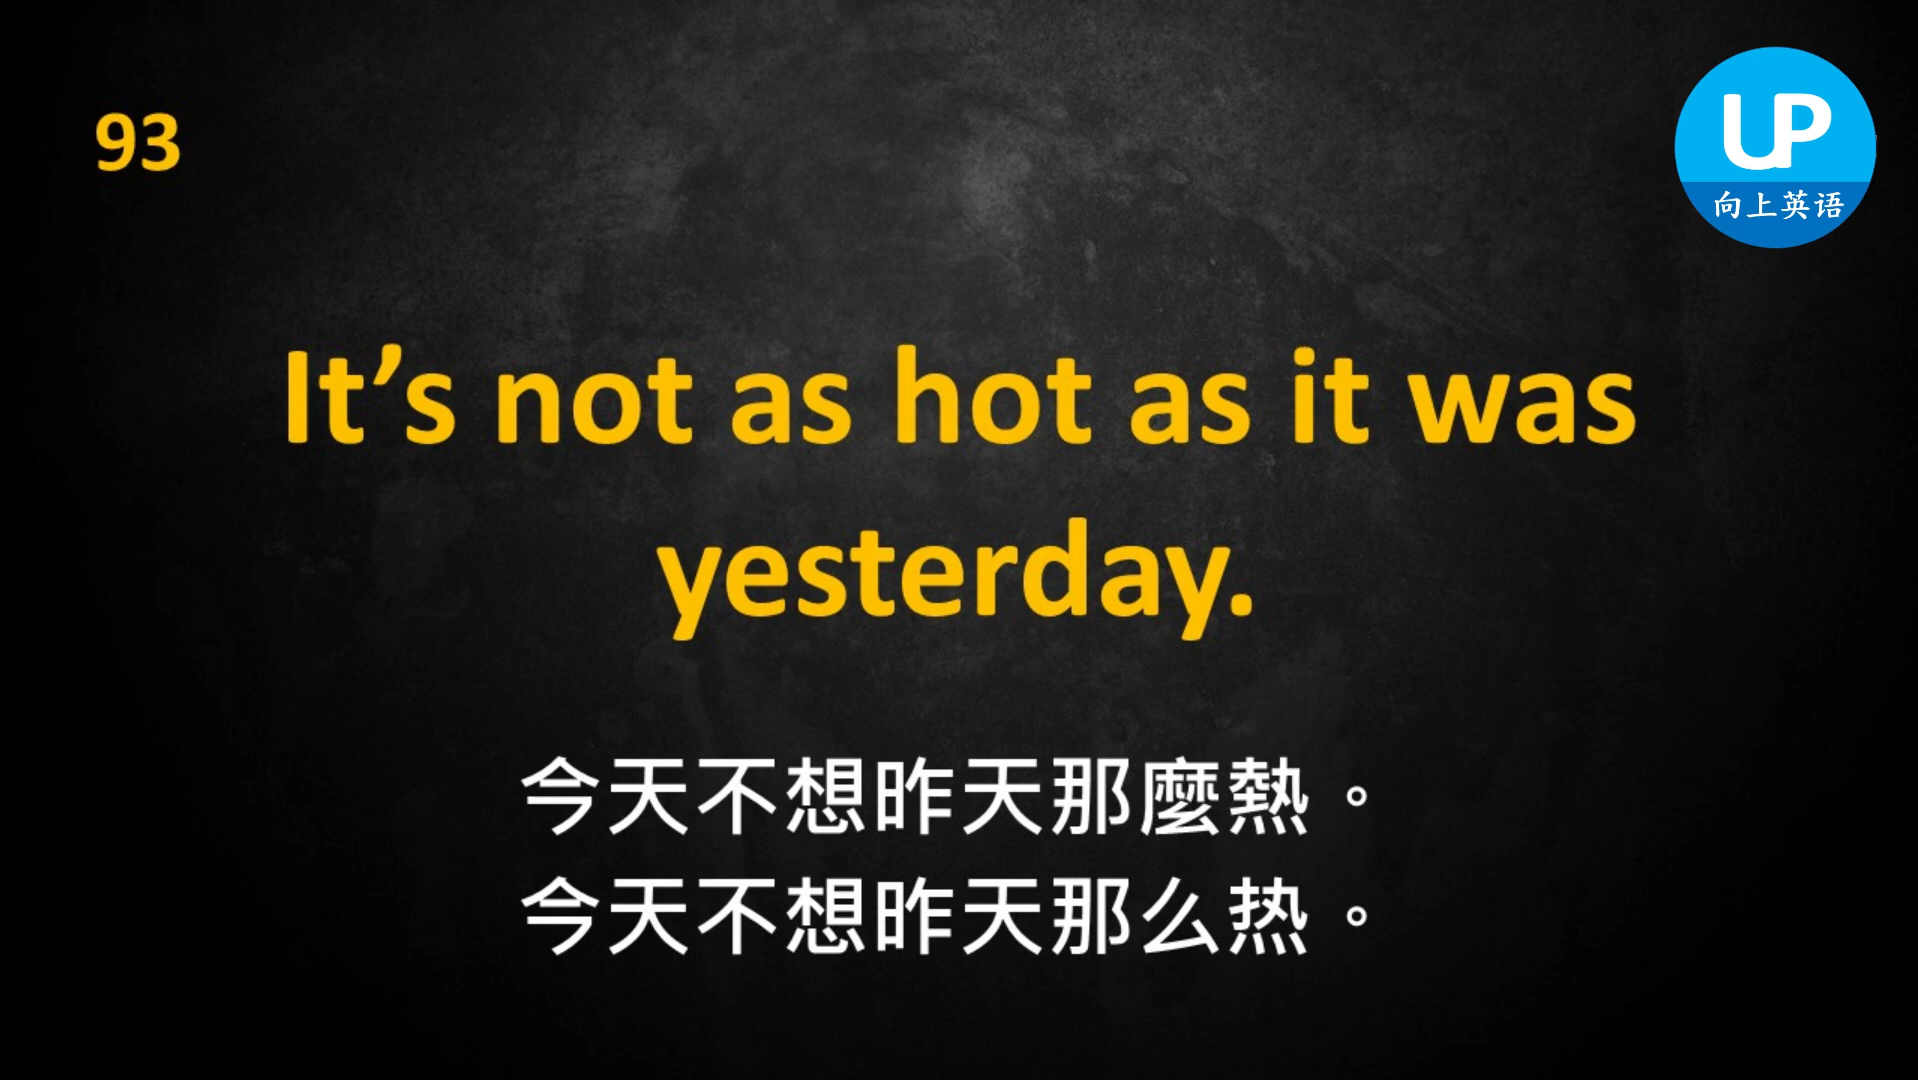 93
UP
向上英语
It’s not as hot as it was
yesterday.
今天不想昨天那麼熱。
今天不想昨天那么热。